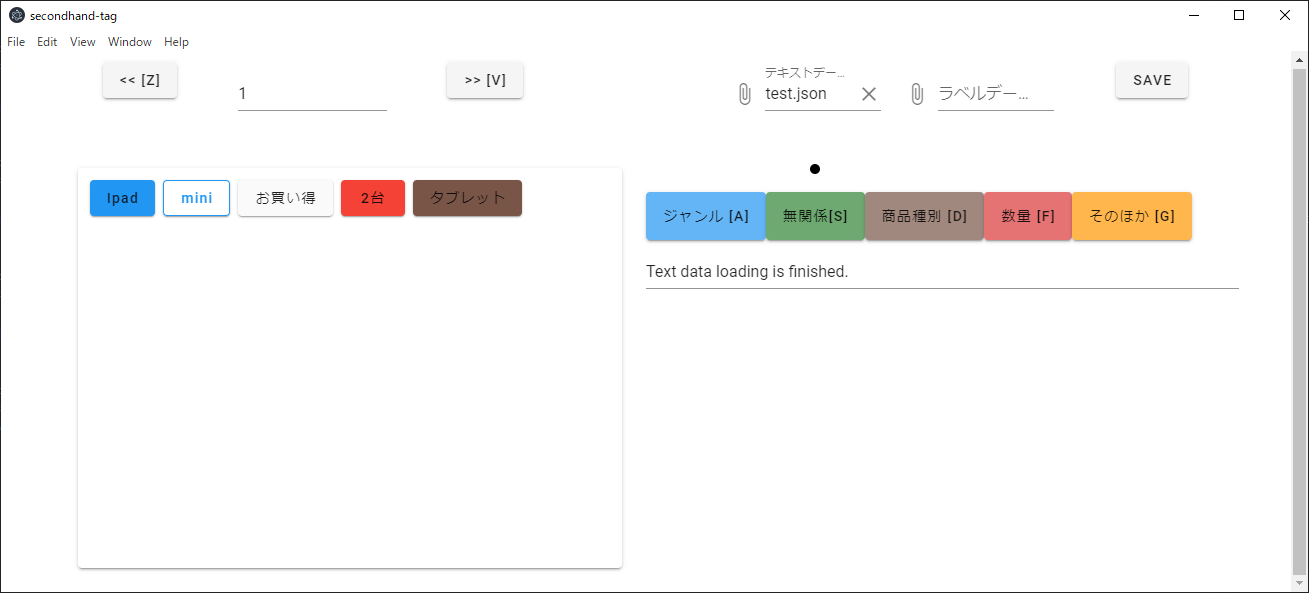 secondhand-tag
File Edit View Window Help
<< [Z]
1
>> [V]
テキストデー...
test.json
ラベルデー...
SAVE
Ipad mini お買い得 2台 タブレット
ジャンル [A] 無関係[S] 商品種別 [D] 数量 [F] そのほか [G]
Text data loading is finished.